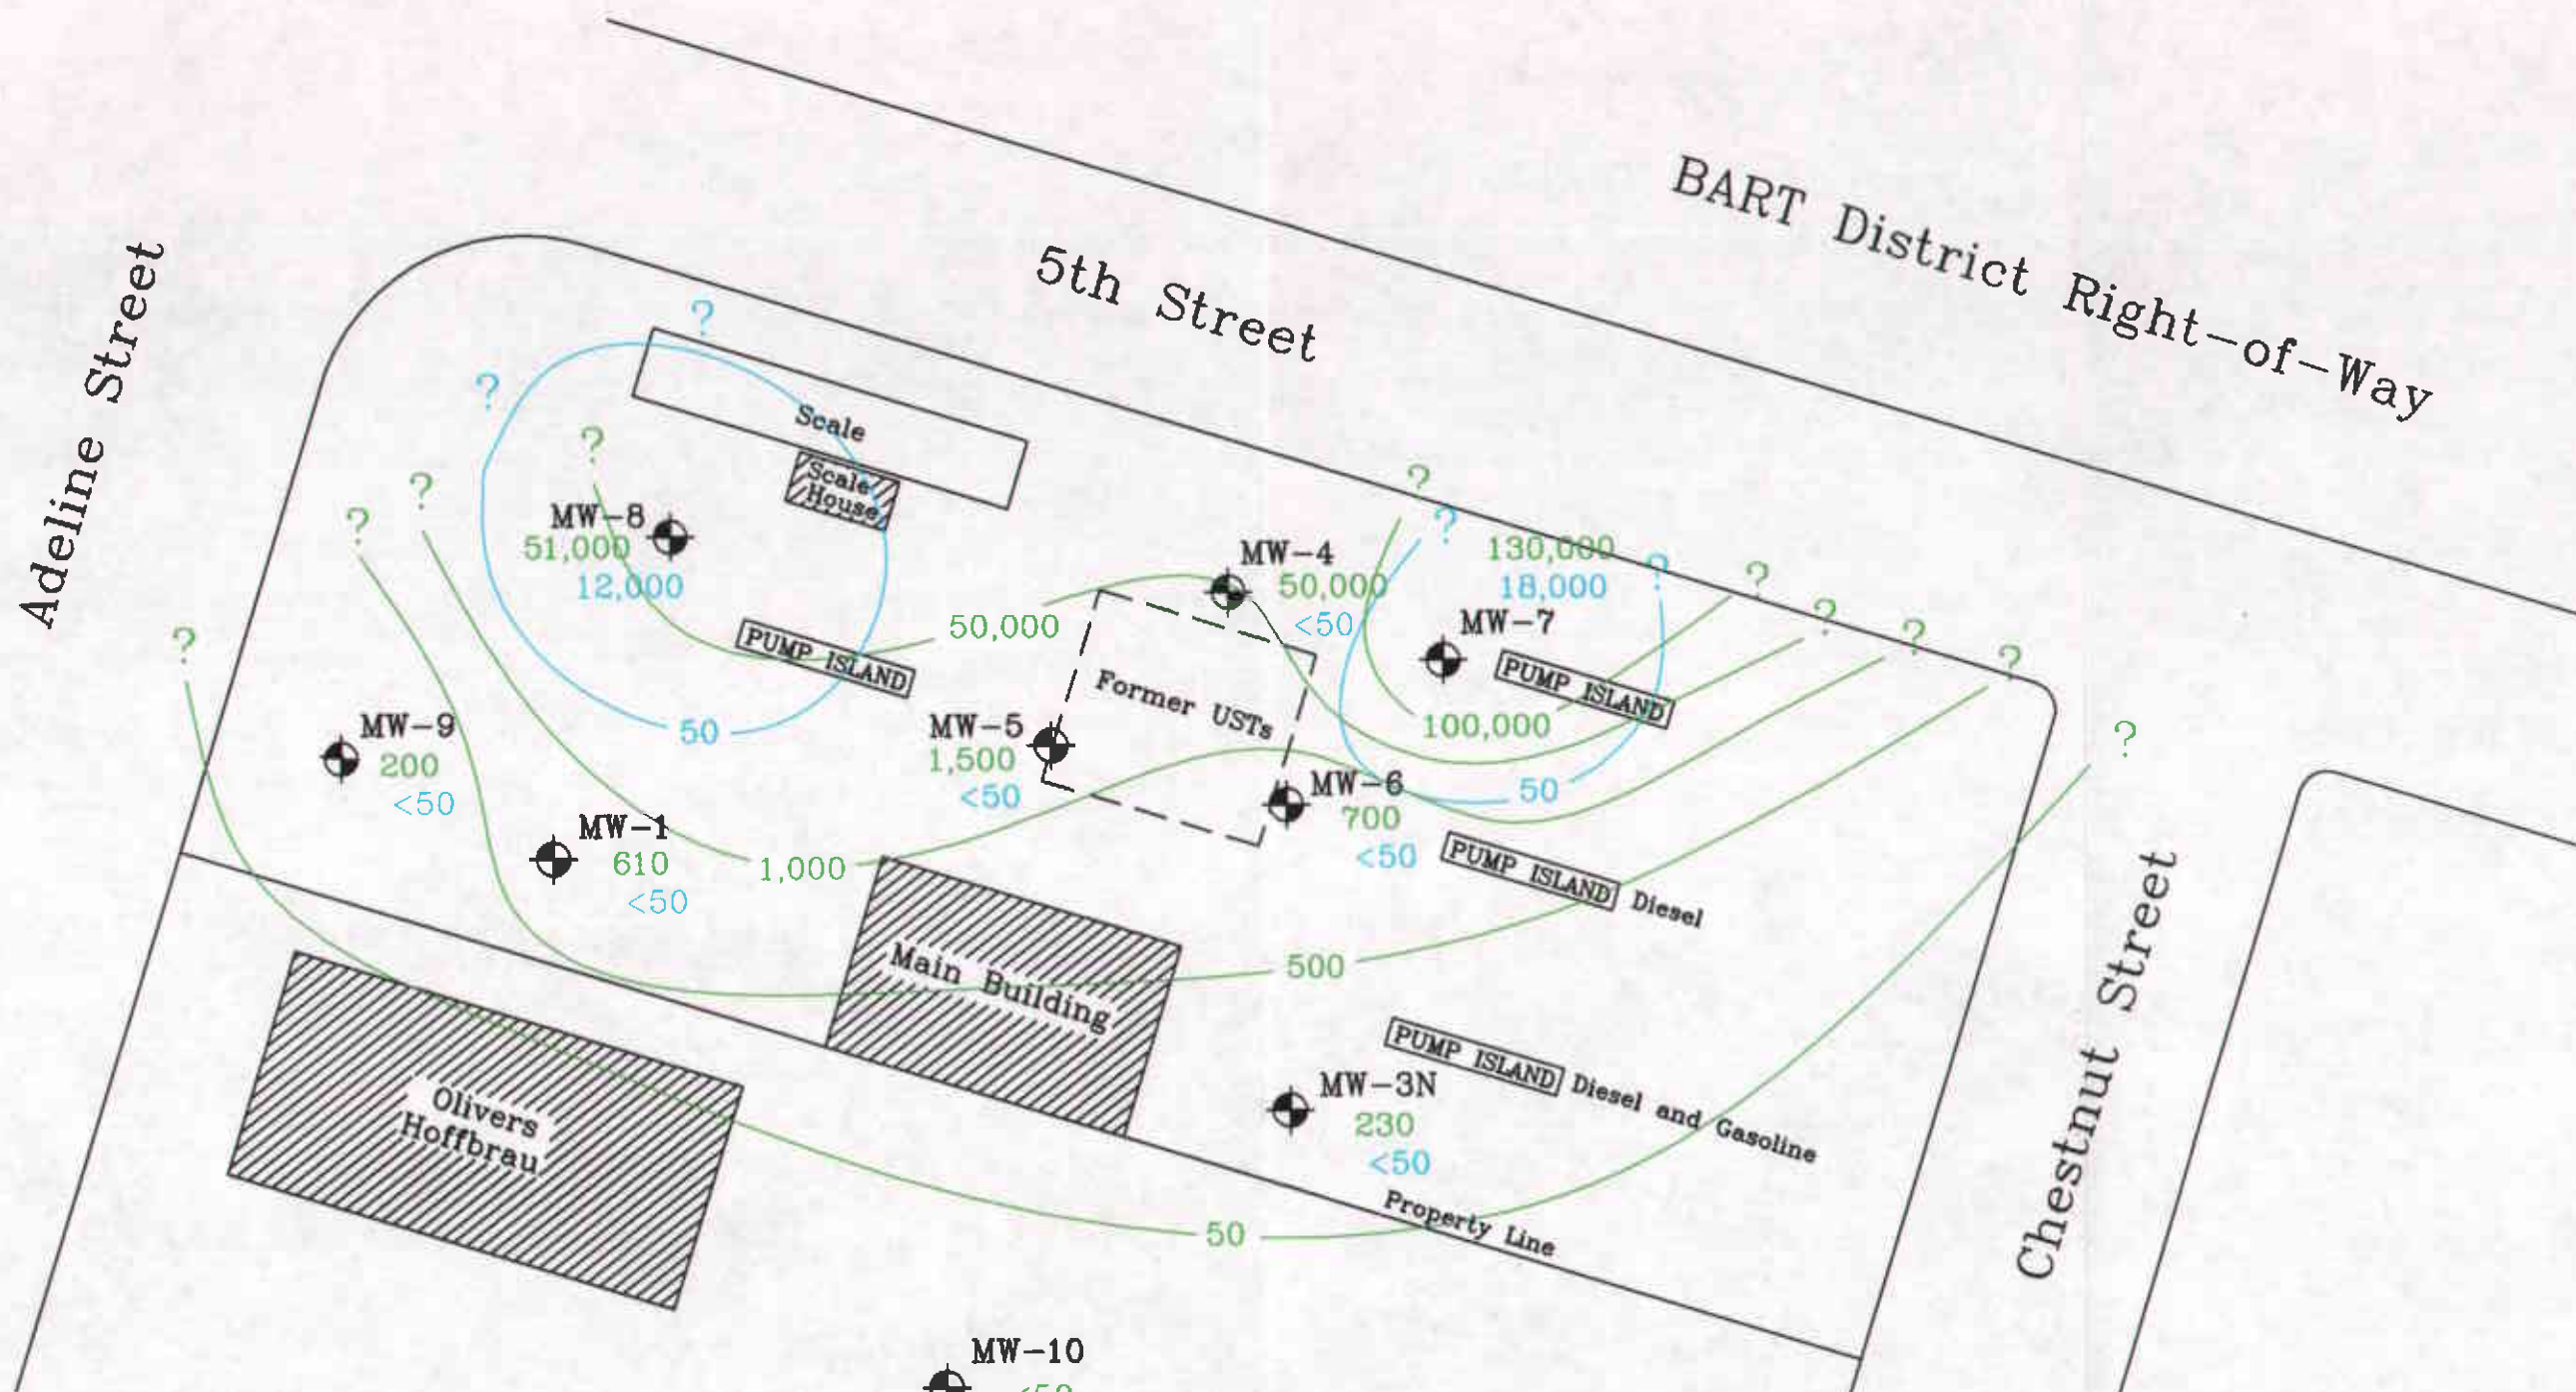 BART District Right-of-Way
5th Street
Adeline Street
?
?
Scale
?
?
?
Scale
House
MW-8
51,000
12,000
?
?
?
130,000
18,000
?
?
MW-4
50,000
<50
MW-7
?
?
?
?
50,000
PUMP ISLAND
PUMP ISLAND
Former USTs
?
?
100,000
50
MW-9
200
<50
MW-5
1,500
<50
MW-6
700
<50
50
MW-1
610
<50
1,000
PUMP ISLAND Diesel
Main Building
500
Chestnut Street
PUMP ISLAND Diesel and Gasoline
MW-3N
230
<50
Olivers
Hoffbrau
Property Line
50
MW-10
<50